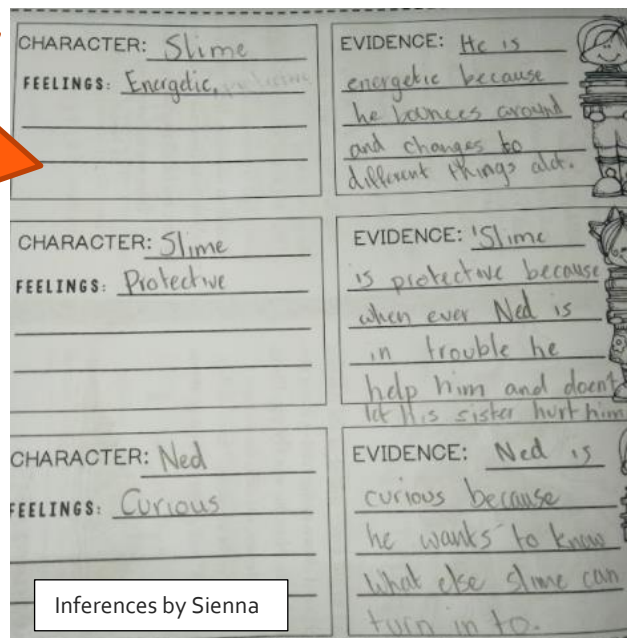 CHARACTER: Slime
FEELINGS: Energetic,
EVIDENCE: He is
energetic because
he bounces around
and changes to
different things alot.
CHARACTER: Slime
FEELINGS: Protective
EVIDENCE: 'Slime
is protective because
when ever Ned is
in trouble he
help him and doent
let His sister hurt him
CHARACTER: Ned
FEELINGS: Curious
EVIDENCE: Ned is
curious because
he wants to know
what else slime can
turn in to.
Inferences by Sienna